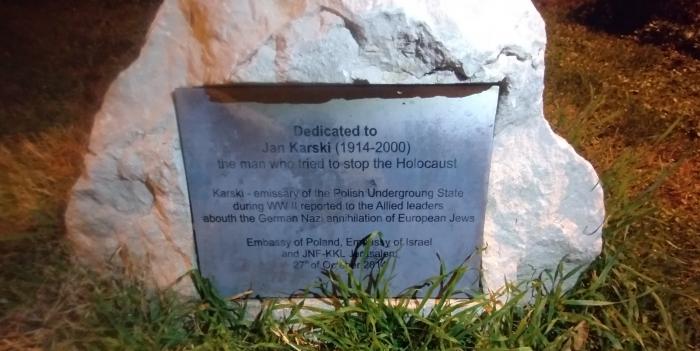 Dedicated to
Jan Karski (1914-2000)
the man who tried to stop the Holocaust
Karski - emissary of the Polish Undergroung State
during WW II reported to the Allied leaders
abouth the German Nazi annihilation of European Jews
Embassy of Poland, Embassy of Israel
and JNF-KKL Jerusalem
27th of October